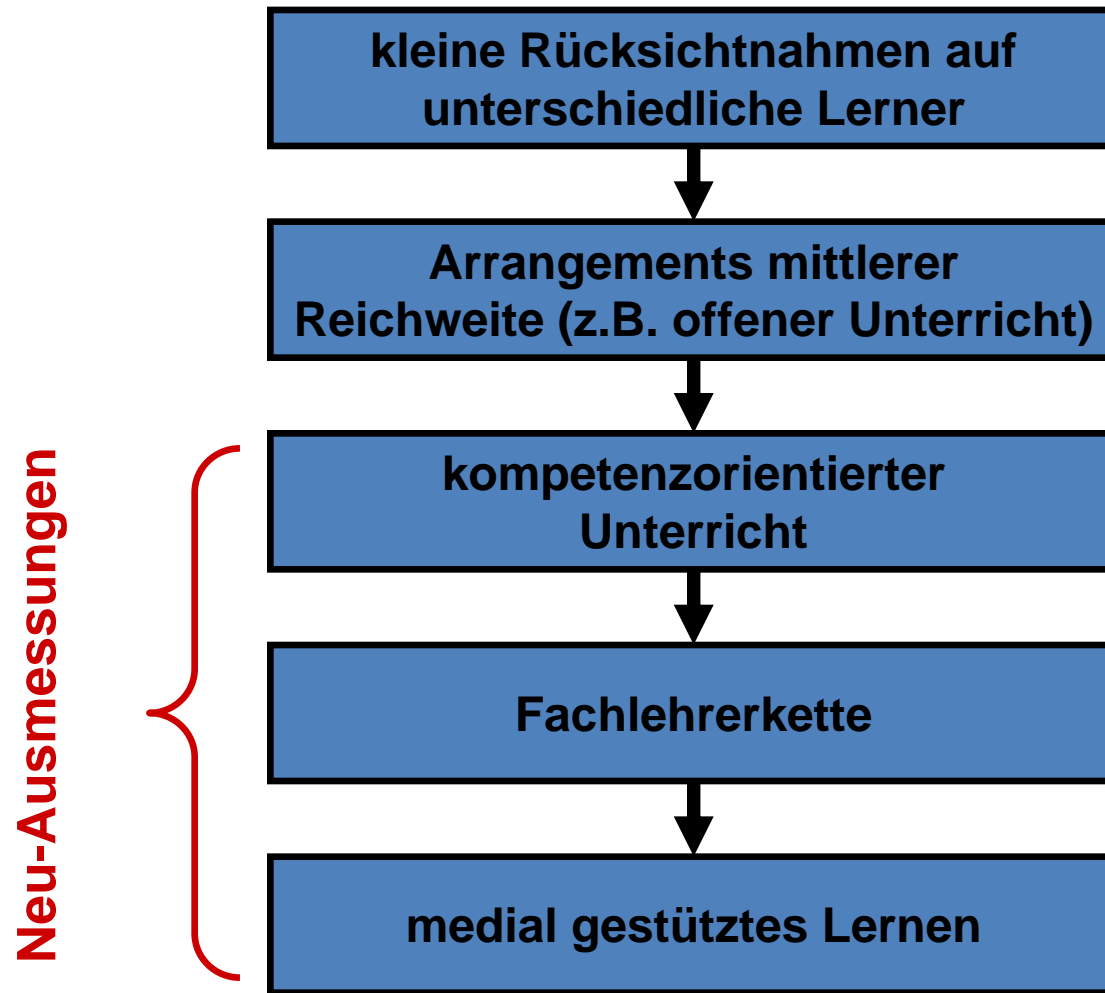 kleine Rücksichtnahmen auf
unterschiedliche Lerner
Arrangements mittlerer
Reichweite (z.B. offener Unterricht)
Neu-Ausmessungen
kompetenzorientierter
Unterricht
Fachlehrerkette
medial gestütztes Lernen